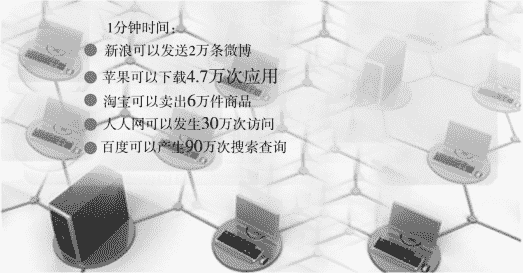 1分钟时间：
新浪可以发送2万条微博
苹果可以下载4.7万次应用
淘宝可以卖出6万件商品
人人网可以发生30万次访问
百度可以产生90万次搜索查询